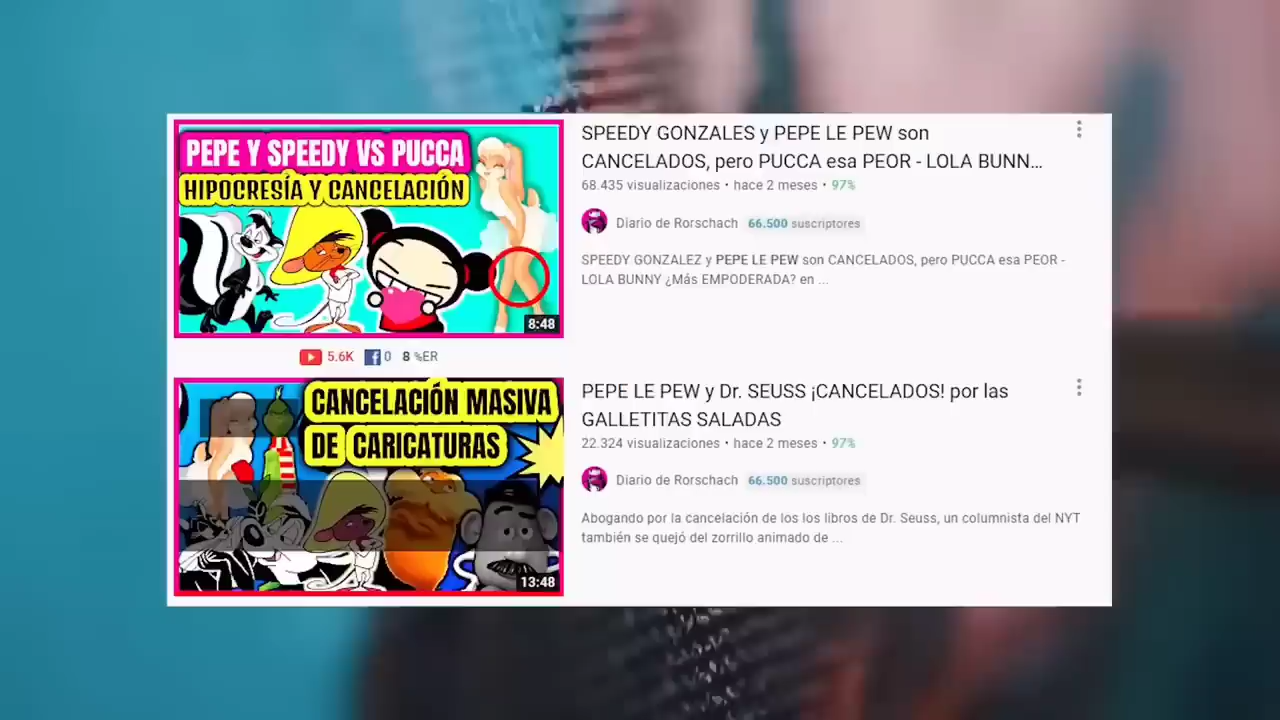 PEPE Y SPEEDY VS PUCCA
HIPOCRESÍA Y CANCELACIÓN
8:48
SPEEDY GONZALES y PEPE LE PEW son
CANCELADOS, pero PUCCA esa PEOR - LOLA BUNN...
68.435 visualizaciones • hace 2 meses • 97%
Diario de Rorschach 66.500 suscriptores
SPEEDY GONZALEZ y PEPE LE PEW son CANCELADOS, pero PUCCA esa PEOR -
LOLA BUNNY ¿Más EMPODERADA? en ...
5.6K 0 8 %ER
CANCELACIÓN MASIVA
DE CARICATURAS
13:48
PEPE LE PEW y Dr. SEUSS ¡CANCELADOS! por las
GALLETITAS SALADAS
22.324 visualizaciones • hace 2 meses • 97%
Diario de Rorschach 66.500 suscriptores
Abogando por la cancelación de los los libros de Dr. Seuss, un columnista del NYT
también se quejó del zorrillo animado de ...